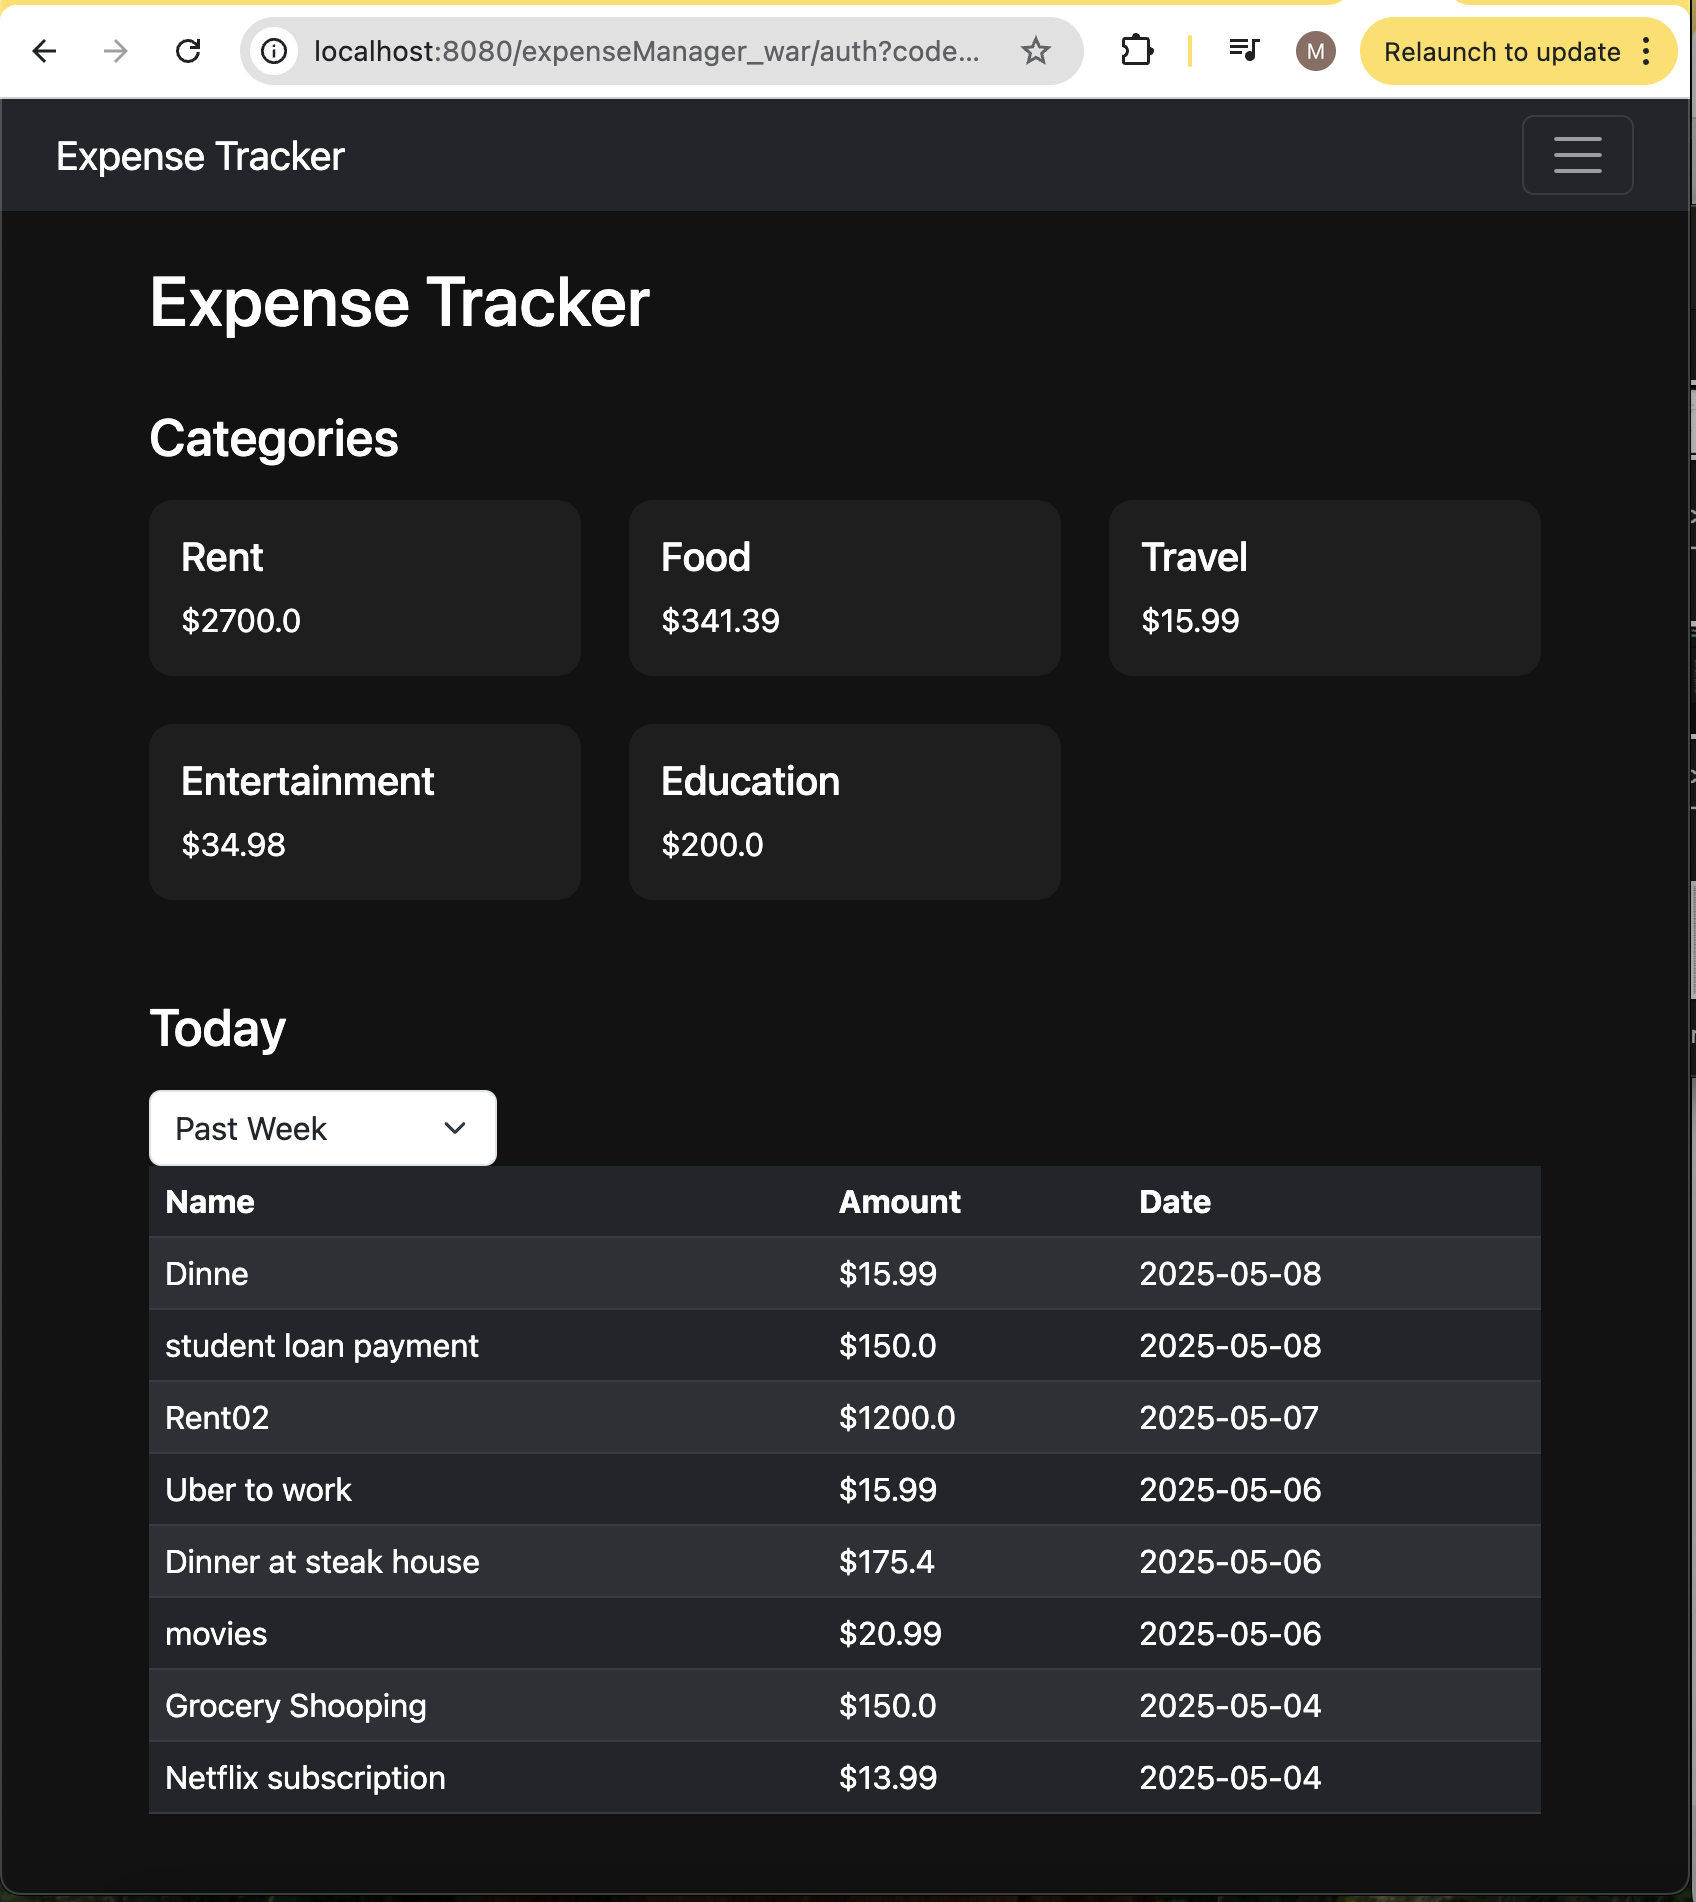 localhost:8080/expenseManager_war/auth?code...
M
Relaunch to update
Expense Tracker
Expense Tracker
Categories
Rent
$2700.0
Food
$341.39
Travel
$15.99
Entertainment
$34.98
Education
$200.0
Today
Past Week
Name Amount Date
Dinne $15.99 2025-05-08
student loan payment $150.0 2025-05-08
Rent02 $1200.0 2025-05-07
Uber to work $15.99 2025-05-06
Dinner at steak house $175.4 2025-05-06
movies $20.99 2025-05-06
Grocery Shooping $150.0 2025-05-04
Netflix subscription $13.99 2025-05-04